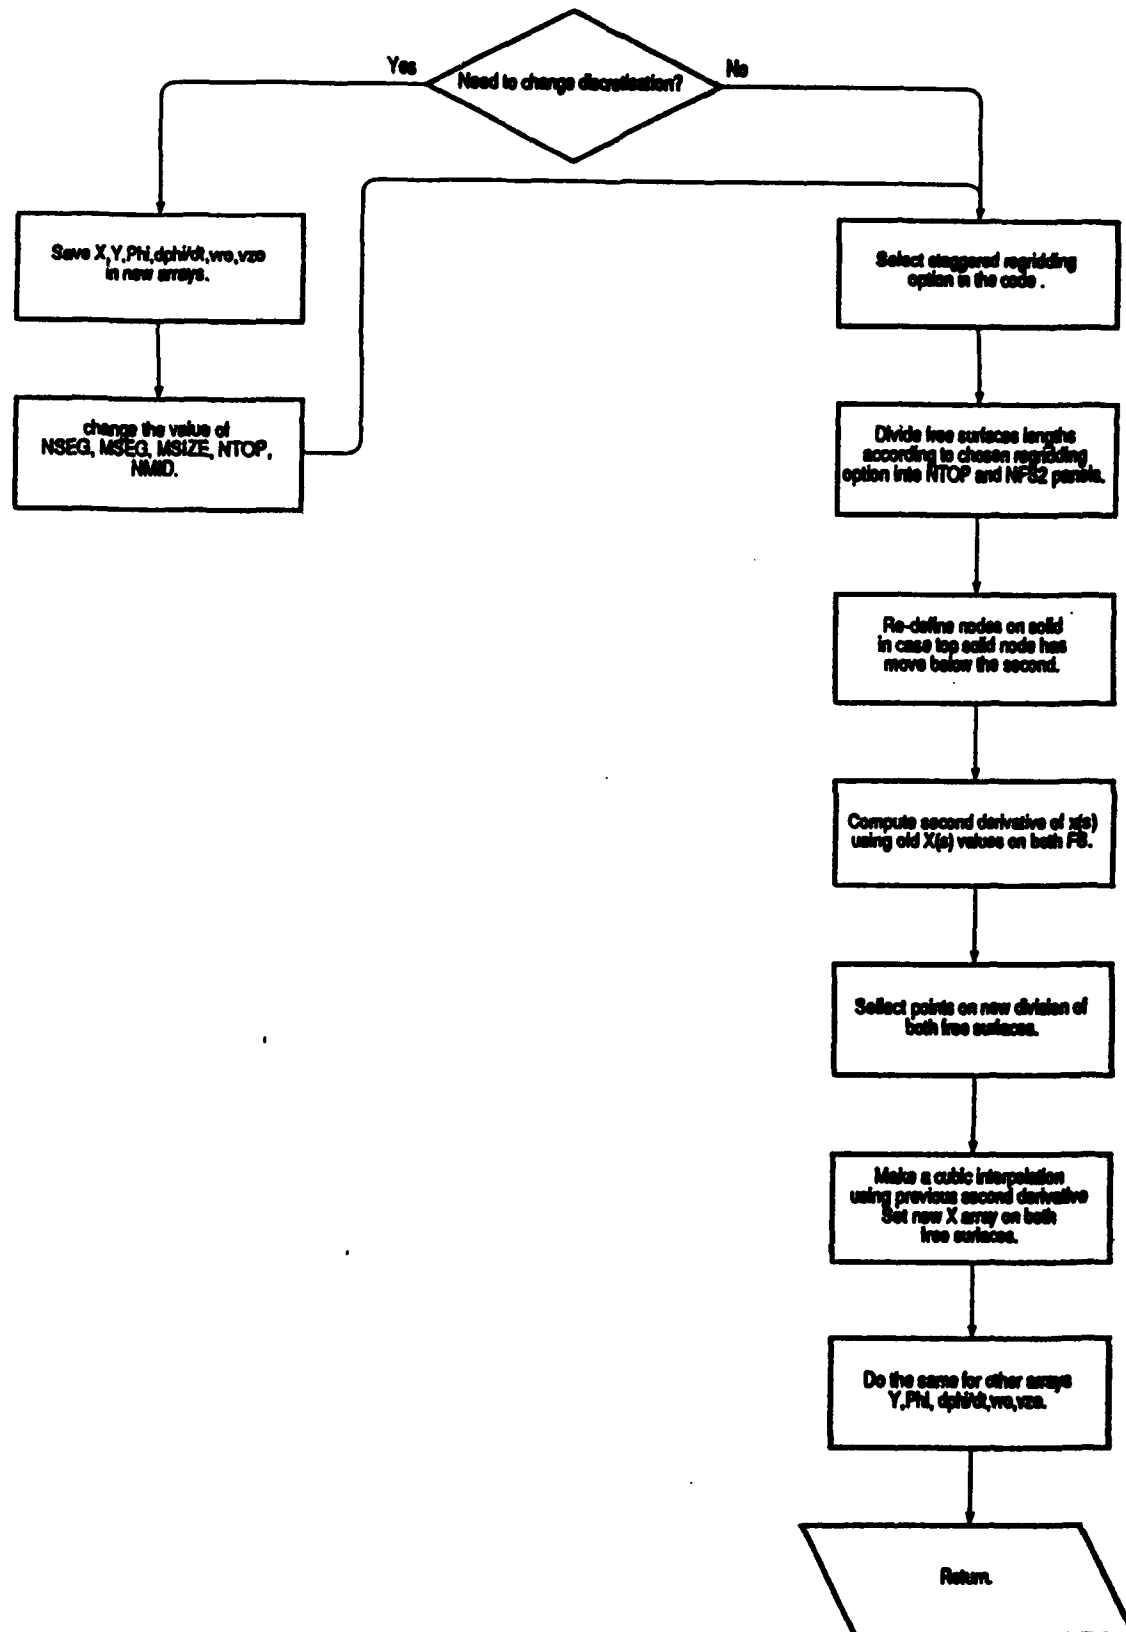 Need to change discretisation?
Yes
No
Save X,Y,Phi,dphi/dt,vro,vzo
in new arrays.
change the value of
NSEG, MSEG, MSIZE, NTOP,
NMID.
Select staggered regridding
option in the code .
Divide free surfaces lengths
according to chosen regridding
option into NTOP and NFS2 panels.
Re-define nodes on solid
in case top solid node has
move below the second.
Compute second derivative of x(s)
using old X(s) values on both FS.
Sellect points on new division of
both free surfaces.
Make a cubic interpolation
using previous second derivative
Set new X array on both
free surfaces.
Do the same for other arrays
Y,Phi, dphi/dt,vro,vzo.
Return.